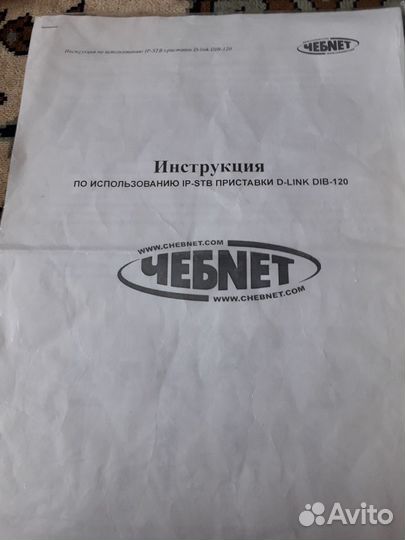 Инструкция по использованию IP-STB приставки D-Link DIB-120
ЧЕБNET
Инструкция
ПО ИСПОЛЬЗОВАНИЮ IP-STB ПРИСТАВКИ D-LINK DIB-120
WWW.CHEBNET.COM
ЧЕБNET
WWW.CHEBNET.COM
Avito